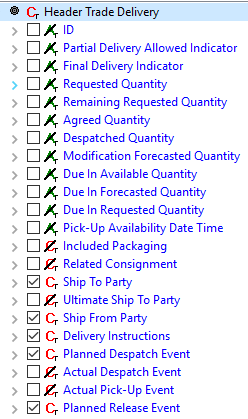 Header Trade Delivery
ID
Partial Delivery Allowed Indicator
Final Delivery Indicator
Requested Quantity
Remaining Requested Quantity
Agreed Quantity
Despatched Quantity
Modification Forecasted Quantity
Due In Available Quantity
Due In Forecasted Quantity
Due In Requested Quantity
Pick-Up Availability Date Time
Included Packaging
Related Consignment
Ship To Party
Ultimate Ship To Party
Ship From Party
Delivery Instructions
Planned Despatch Event
Actual Despatch Event
Actual Pick-Up Event
Planned Release Event